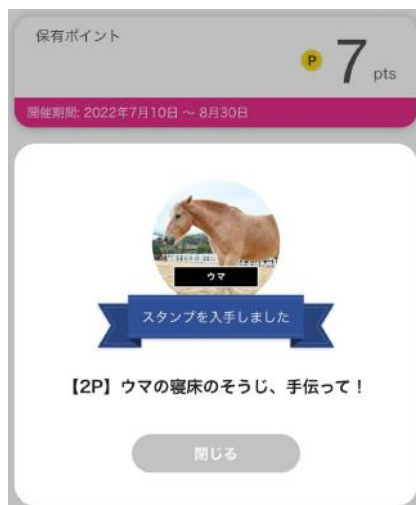 保有ポイント
P 7 pts
開催期間: 2022年7月10日 ～ 8月30日
ウマ
スタンプを入手しました
【2P】ウマの寝床のそうじ、手伝って！
閉じる